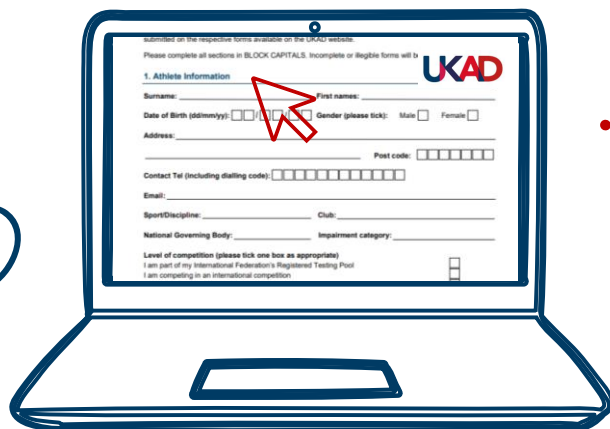 submitted on the respective forms available on the UKAD website.
Please complete all sections in BLOCK CAPITALS. Incomplete or illegible forms will b
UKAD
1. Athlete Information
Surname: First names:
Date of Birth (dd/mm/yy): / / Gender (please tick): Male Female
Address:
Post code:
Contact Tel (including dialling code):
Email:
Sport/Discipline: Club:
National Governing Body: Impairment category:
Level of competition (please tick one box as appropriate)
I am part of my International Federation's Registered Testing Pool
I am competing in an international competition